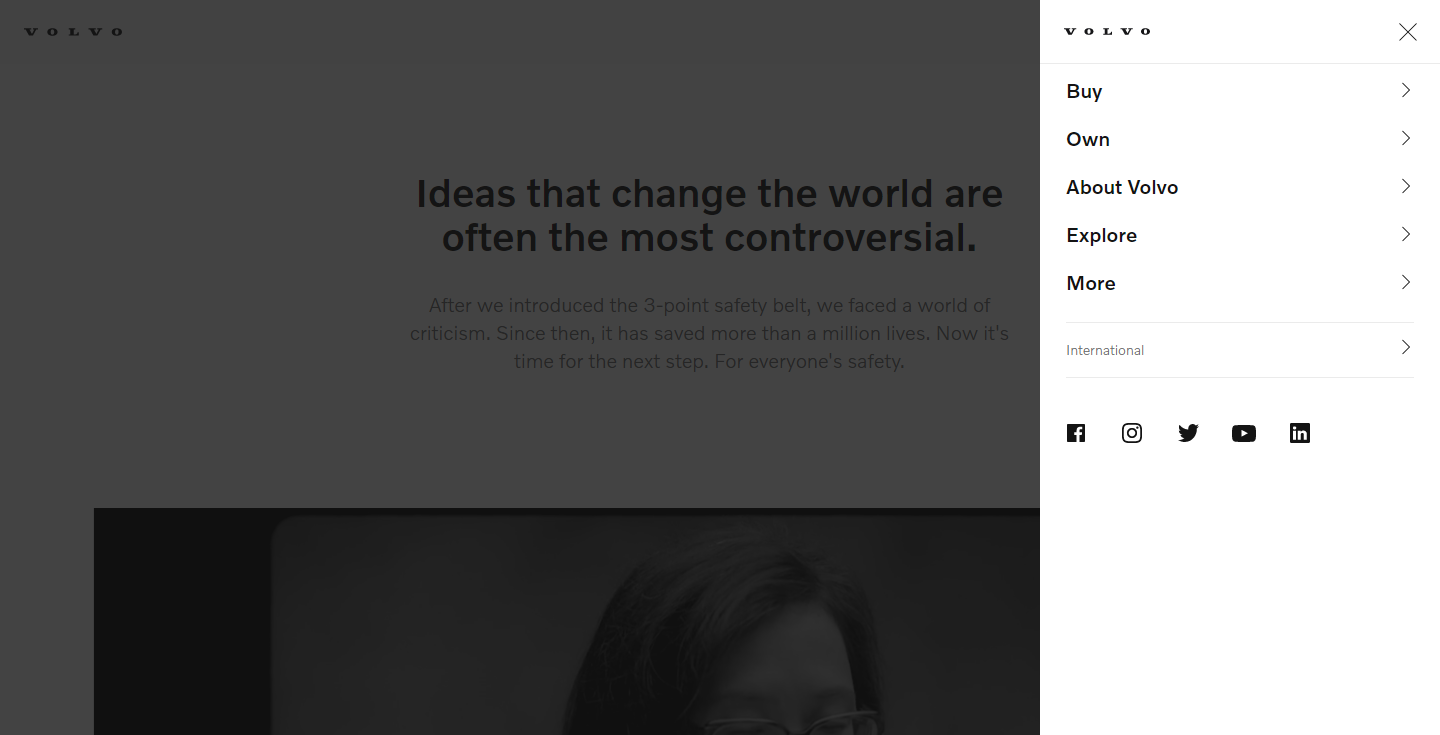 VOLVO
Ideas that change the world are
often the most controversial.
After we introduced the 3-point safety belt, we faced a world of
criticism. Since then, it has saved more than a million lives. Now it's
time for the next step. For everyone's safety.
VOLVO
Buy
Own
About Volvo
Explore
More
International